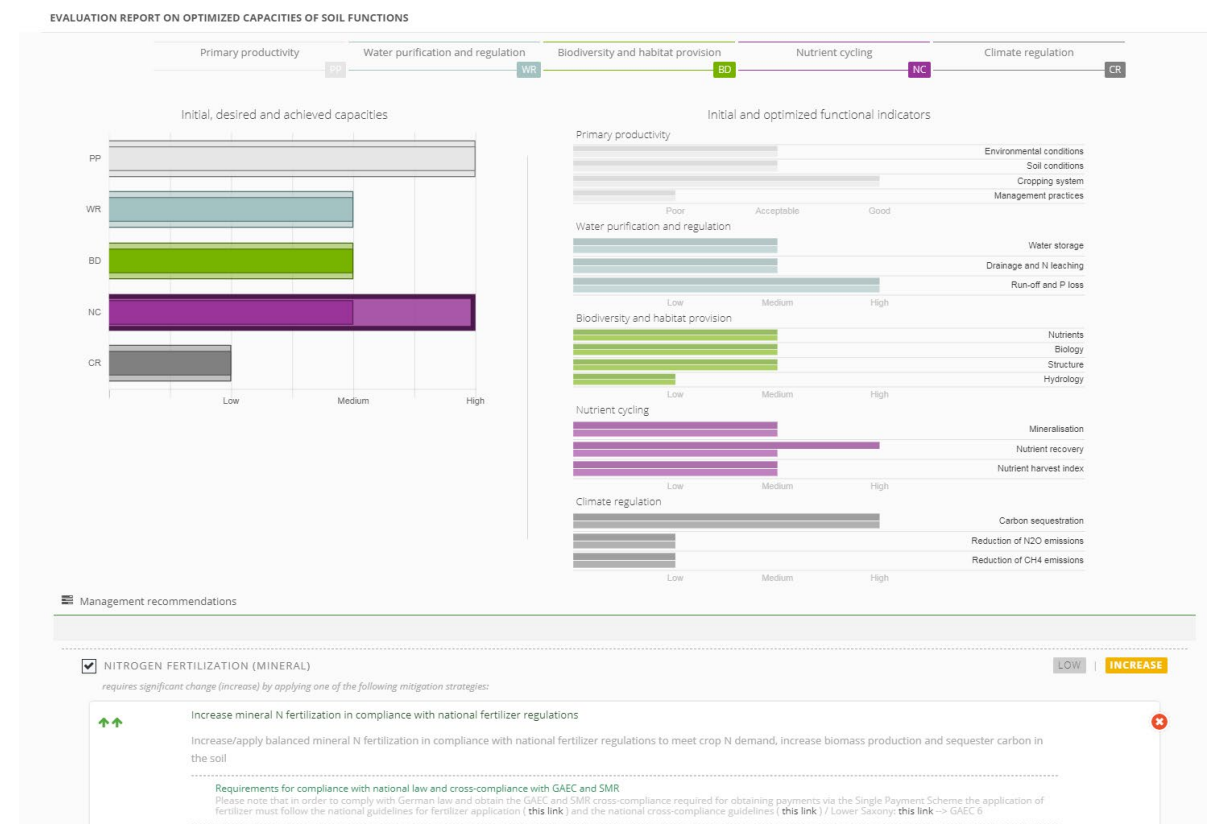 EVALUATION REPORT ON OPTIMIZED CAPACITIES OF SOIL FUNCTIONS
Primary productivity
Water purification and regulation
Biodiversity and habitat provision
Nutrient cycling
Climate regulation
PP
WR
BD
NC
CR
Initial, desired and achieved capacities
PP
WR
BD
NC
CR
Low
Medium
High
Initial and optimized functional indicators
Primary productivity
Environmental conditions
Soil conditions
Cropping system
Management practices
Poor
Acceptable
Good
Water purification and regulation
Water storage
Drainage and N leaching
Run-off and P loss
Low
Medium
High
Biodiversity and habitat provision
Nutrients
Biology
Structure
Hydrology
Low
Medium
High
Nutrient cycling
Mineralisation
Nutrient recovery
Nutrient harvest index
Low
Medium
High
Climate regulation
Carbon sequestration
Reduction of N2O emissions
Reduction of CH4 emissions
Low
Medium
High
Management recommendations
NITROGEN FERTILIZATION (MINERAL)
LOW | INCREASE
requires significant change (increase) by applying one of the following mitigation strategies:
Increase mineral N fertilization in compliance with national fertilizer regulations
Increase/apply balanced mineral N fertilization in compliance with national fertilizer regulations to meet crop N demand, increase biomass production and sequester carbon in
the soil
Requirements for compliance with national law and cross-compliance with GAEC and SMR
Please note that in order to comply with German law and obtain the GAEC and SMR cross-compliance required for obtaining payments via the Single Payment Scheme the application of
fertilizer must follow the national guidelines for fertilizer application ( this link ) and the national cross-compliance guidelines ( this link ) / Lower Saxony: this link --> GAEC 6